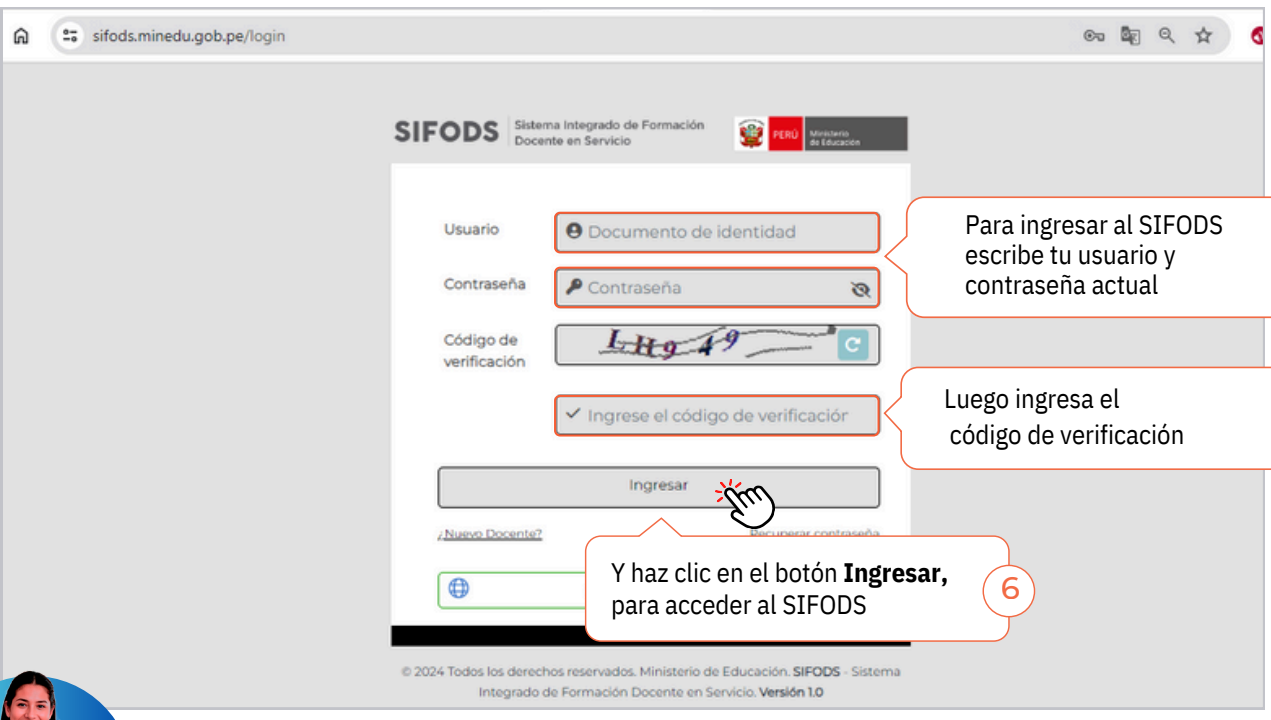 sifods.minedu.gob.pe/login
SIFODS
Sistema Integrado de Formación
Docente en Servicio
PERÚ
Ministerio
de Educación
Usuario
Documento de identidad
Contraseña
Contraseña
Código de
verificación
LH949
Ingrese el código de verificación
Ingresar
¿Nuevo Docente?
Recuperar contraseña
Para ingresar al SIFODS
escribe tu usuario y
contraseña actual
Luego ingresa el
código de verificación
Y haz clic en el botón Ingresar,
para acceder al SIFODS
6
© 2024 Todos los derechos reservados. Ministerio de Educación. SIFODS - Sistema
Integrado de Formación Docente en Servicio. Versión 1.0